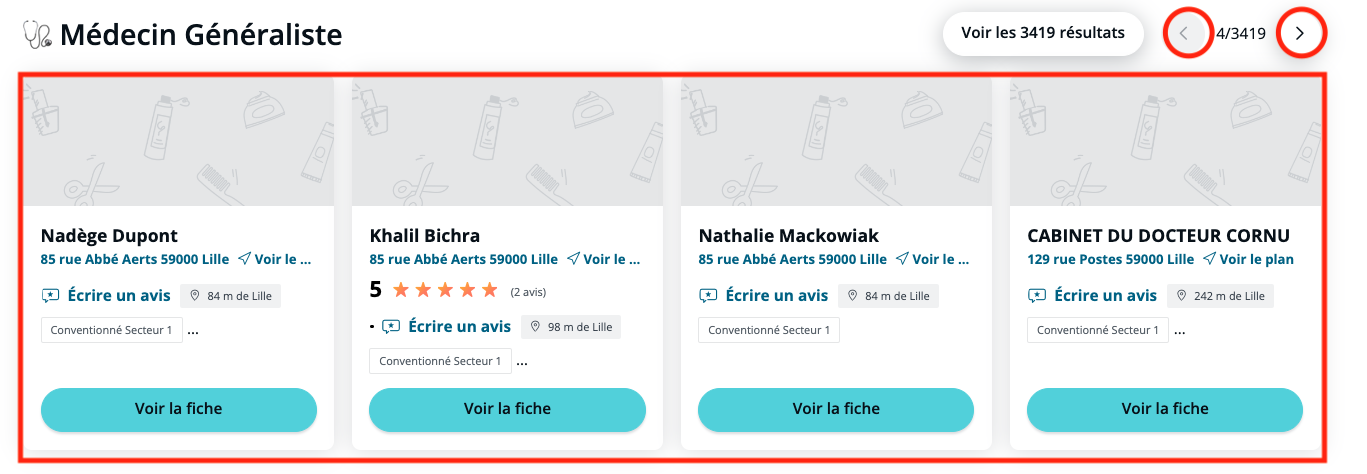 Médecin Généraliste
Voir les 3419 résultats
4/3419
Nadège Dupont
85 rue Abbé Aerts 59000 Lille Voir le ...
Écrire un avis 84 m de Lille
Conventionné Secteur 1 ...
Voir la fiche
Khalil Bichra
85 rue Abbé Aerts 59000 Lille Voir le ...
5 (2 avis)
• Écrire un avis 98 m de Lille
Conventionné Secteur 1 ...
Voir la fiche
Nathalie Mackowiak
85 rue Abbé Aerts 59000 Lille Voir le ...
Écrire un avis 84 m de Lille
Conventionné Secteur 1
Voir la fiche
CABINET DU DOCTEUR CORNU
129 rue Postes 59000 Lille Voir le plan
Écrire un avis 242 m de Lille
Conventionné Secteur 1 ...
Voir la fiche